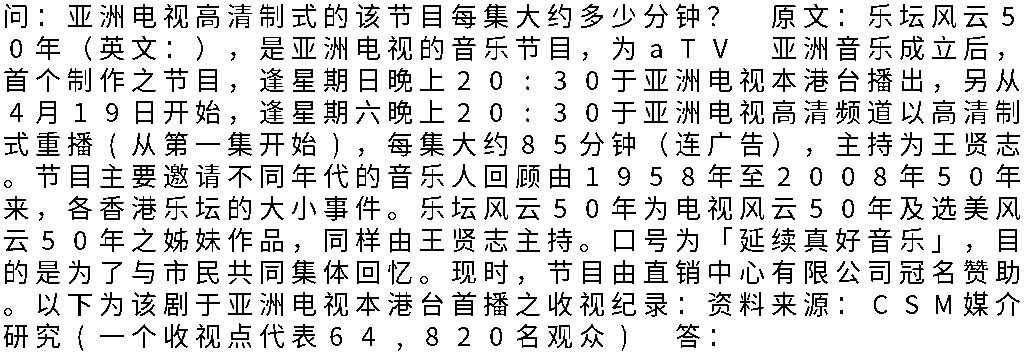 问：亚洲电视高清制式的该节目每集大约多少分钟？　原文：乐坛风云５
０年（英文：），是亚洲电视的音乐节目，为ａＴＶ　亚洲音乐成立后，
首个制作之节目，逢星期日晚上２０：３０于亚洲电视本港台播出，另从
４月１９日开始，逢星期六晚上２０：３０于亚洲电视高清频道以高清制
式重播（从第一集开始），每集大约８５分钟（连广告），主持为王贤志
。节目主要邀请不同年代的音乐人回顾由１９５８年至２００８年５０年
来，各香港乐坛的大小事件。乐坛风云５０年为电视风云５０年及选美风
云５０年之姊妹作品，同样由王贤志主持。口号为「延续真好音乐」，目
的是为了与市民共同集体回忆。现时，节目由直销中心有限公司冠名赞助
。以下为该剧于亚洲电视本港台首播之收视纪录：资料来源：ＣＳＭ媒介
研究（一个收视点代表６４，８２０名观众）　答：